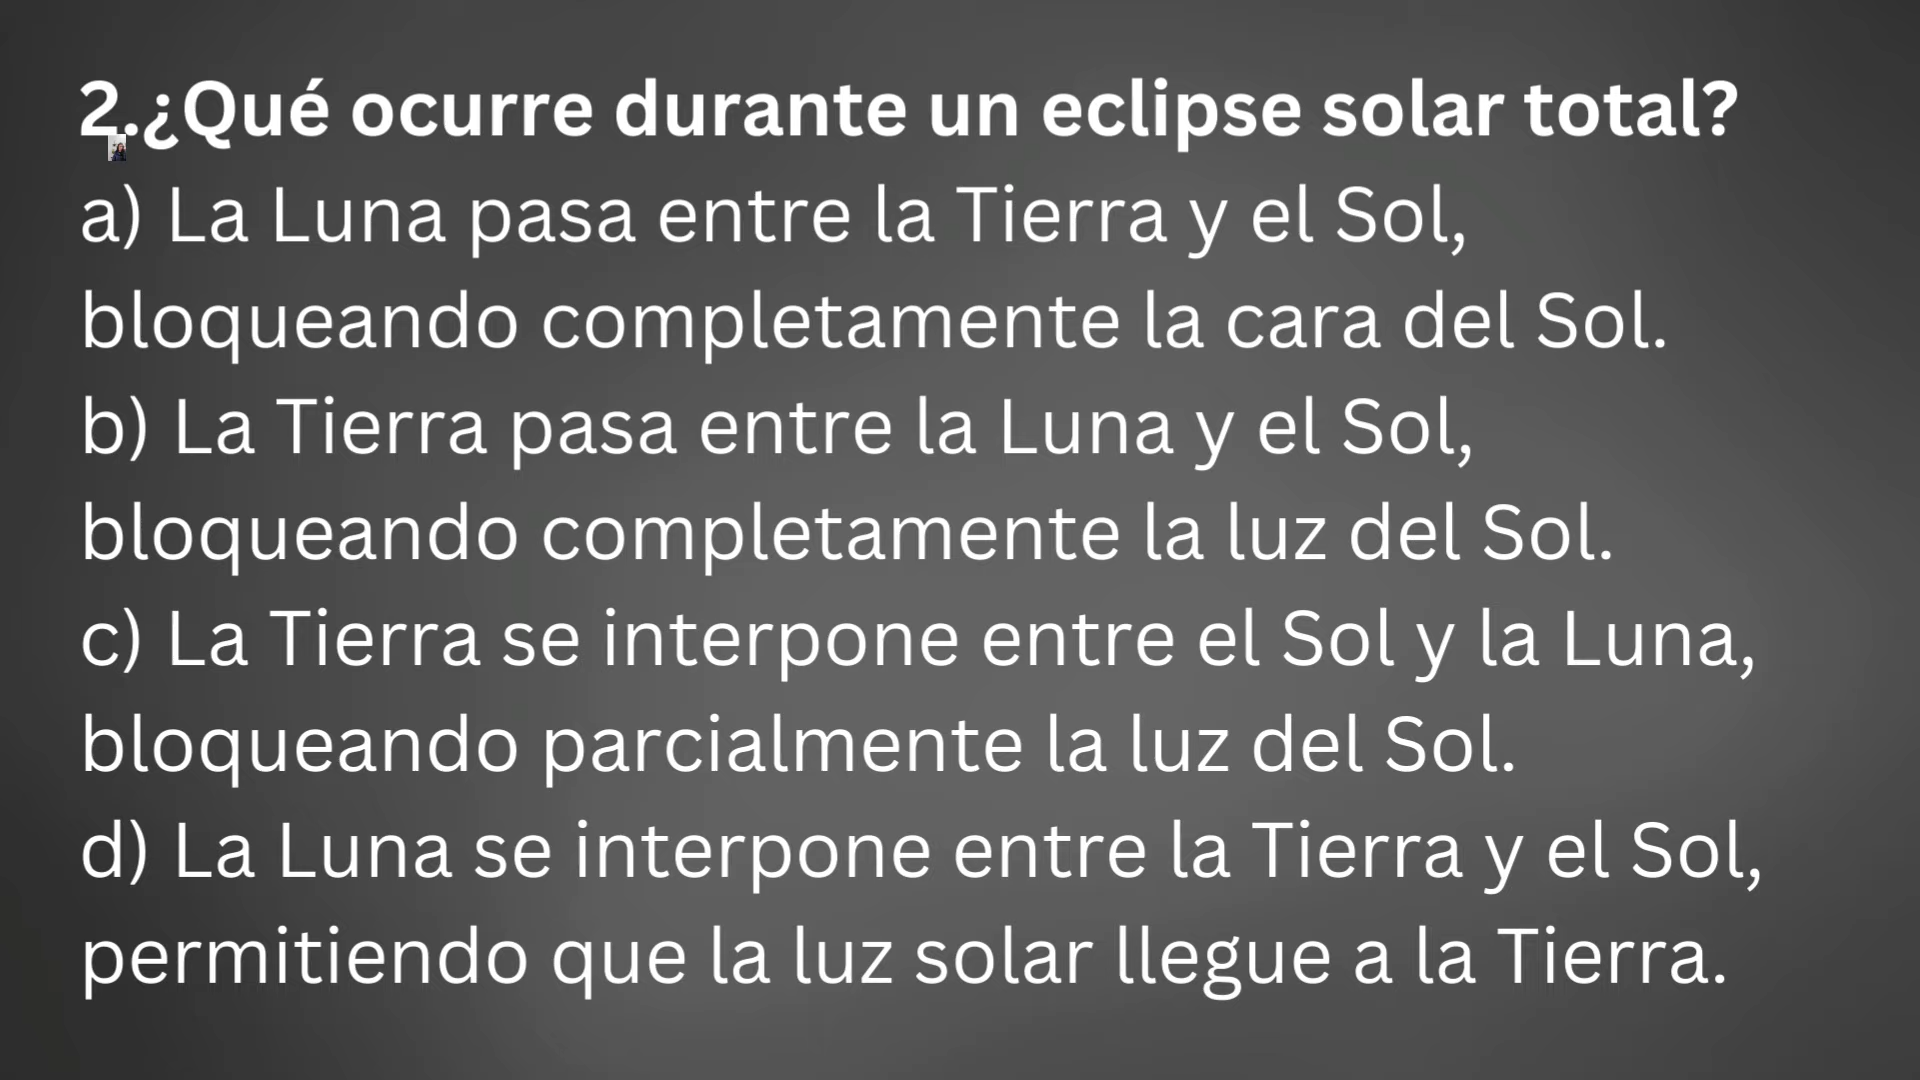 2.¿Qué ocurre durante un eclipse solar total?
a) La Luna pasa entre la Tierra y el Sol,
bloqueando completamente la cara del Sol.
b) La Tierra pasa entre la Luna y el Sol,
bloqueando completamente la luz del Sol.
c) La Tierra se interpone entre el Sol y la Luna,
bloqueando parcialmente la luz del Sol.
d) La Luna se interpone entre la Tierra y el Sol,
permitiendo que la luz solar llegue a la Tierra.